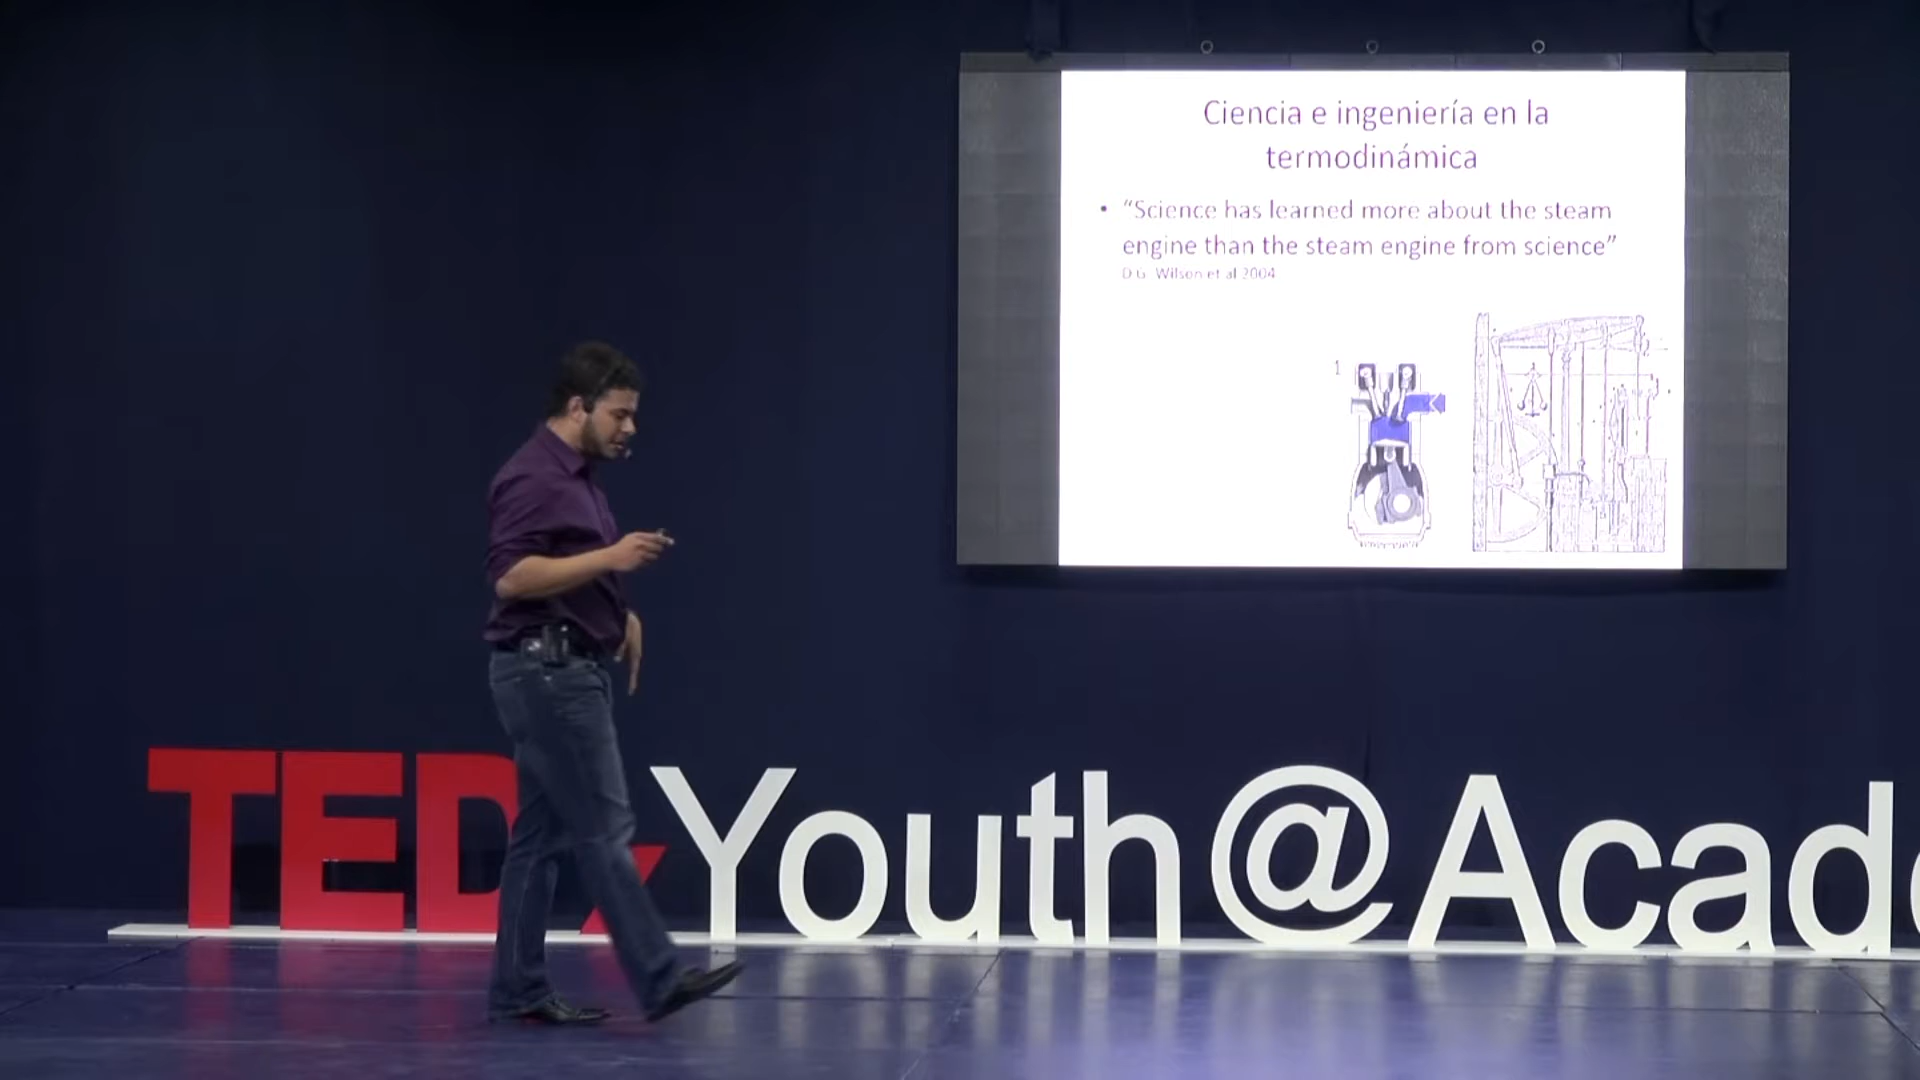 Ciencia e ingeniería en la
termodinámica
• “Science has learned more about the steam
engine than the steam engine from science”
D.G. Wilson et al 2004
1
TEDxYouth@Acad